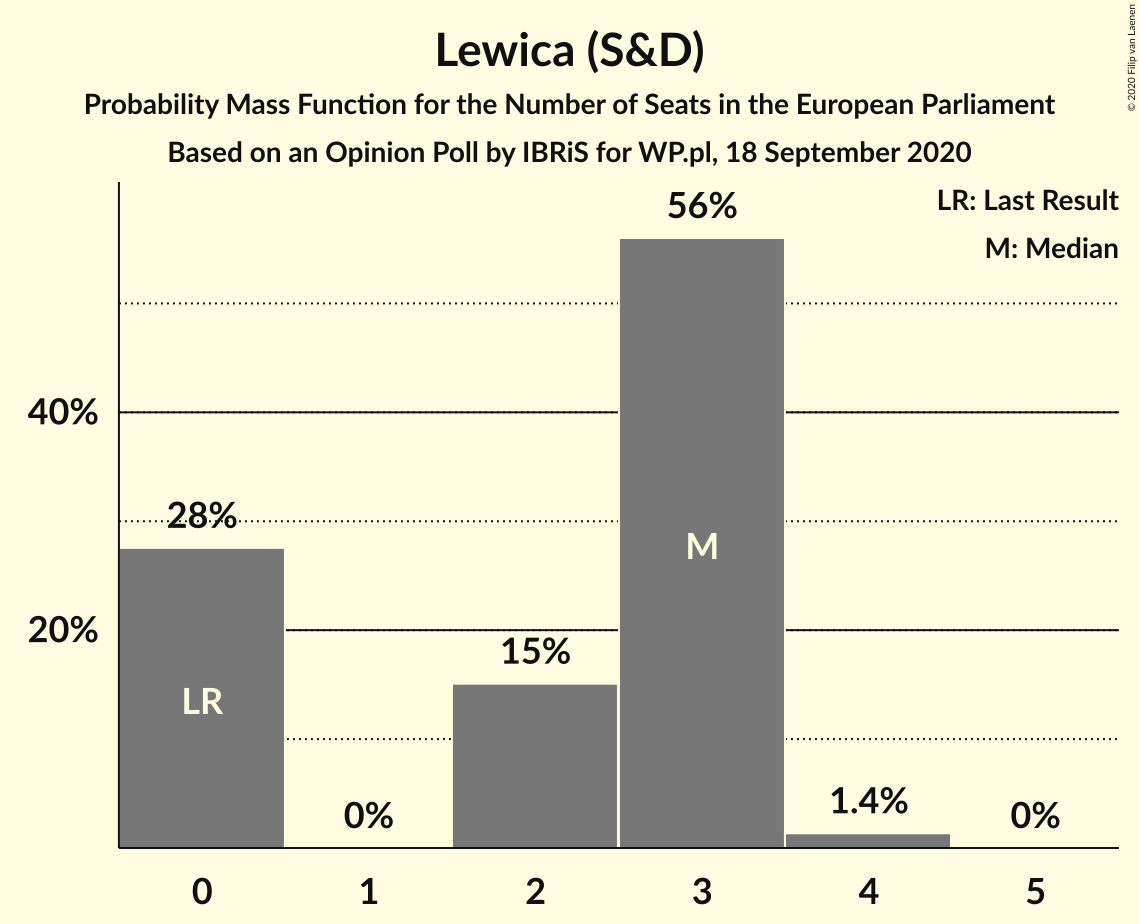 Lewica (S&D)
Probability Mass Function for the Number of Seats in the European Parliament
Based on an Opinion Poll by IBRiS for WP.pl, 18 September 2020
© 2020 Filip van Laenen
LR: Last Result
M: Median
56%
40%
28%
M
20%
15%
LR
0%
1.4%
0%
0 1 2 3 4 5